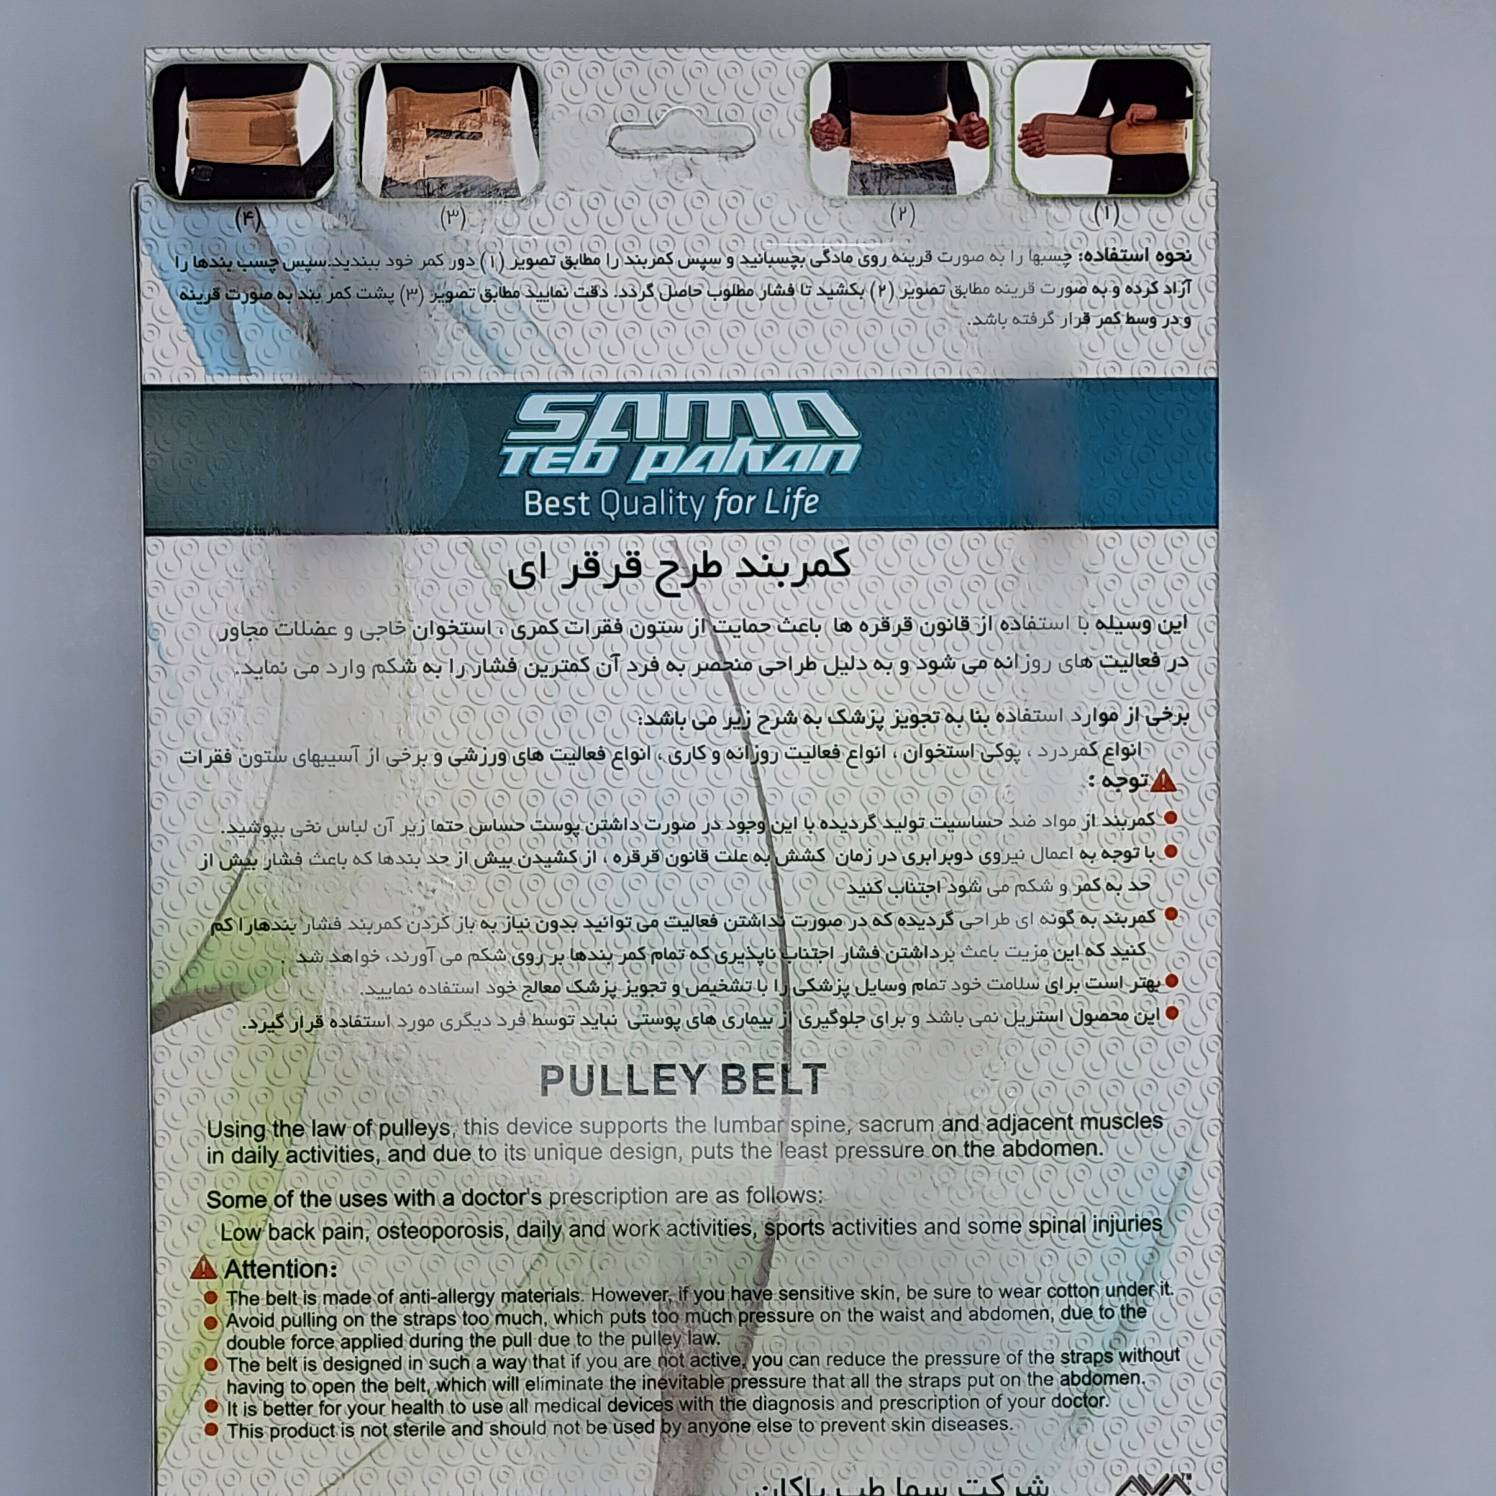 (۴) (۳) (۲) (۱)
نحوه استفاده: چسبها را به صورت قرینه روی مادگی بچسبانید و سپس کمربند را مطابق تصویر (۱) دور کمر خود ببندید.سپس چسب بندها را
آزاد کرده و به صورت قرینه مطابق تصویر (۲) بکشید تا فشار مطلوب حاصل گردد. دقت نمایید مطابق تصویر (۳) پشت کمر بند به صورت قرینه
و در وسط کمر قرار گرفته باشد.
SAMA
TEB PAKAN
Best Quality for Life
کمربند طرح قرقر ای
این وسیله با استفاده از قانون قرقره ها باعث حمایت از ستون فقرات کمری ، استخوان خاجی و عضلات مجاور
در فعالیت های روزانه می شود و به دلیل طراحی منحصر به فرد آن کمترین فشار را به شکم وارد می نماید.
برخی از موارد استفاده بنا به تجویز پزشک به شرح زیر می باشد:
انواع کمردرد ، پوکی استخوان ، انواع فعالیت روزانه و کاری ، انواع فعالیت های ورزشی و برخی از آسیبهای ستون فقرات
توجه :
کمربند از مواد ضد حساسیت تولید گردیده با این وجود در صورت داشتن پوست حساس حتما زیر آن لباس نخی بپوشید.
با توجه به اعمال نیروی دوبرابری در زمان کشش به علت قانون قرقره ، از کشیدن بیش از حد بندها که باعث فشار بیش از
حد به کمر و شکم می شود اجتناب کنید
کمربند به گونه ای طراحی گردیده که در صورت نداشتن فعالیت می توانید بدون نیاز به باز کردن کمربند فشار بندهارا کم
کنید که این مزیت باعث برداشتن فشار اجتناب ناپذیری که تمام کمر بندها بر روی شکم می آورند، خواهد شد .
بهتر است برای سلامت خود تمام وسایل پزشکی را با تشخیص و تجویز پزشک معالج خود استفاده نمایید.
این محصول استریل نمی باشد و برای جلوگیری از بیماری های پوستی نباید توسط فرد دیگری مورد استفاده قرار گیرد.
PULLEY BELT
Using the law of pulleys, this device supports the lumbar spine, sacrum and adjacent muscles
in daily activities, and due to its unique design, puts the least pressure on the abdomen.
Some of the uses with a doctor's prescription are as follows:
Low back pain, osteoporosis, daily and work activities, sports activities and some spinal injuries
Attention:
The belt is made of anti-allergy materials. However, if you have sensitive skin, be sure to wear cotton under it.
Avoid pulling on the straps too much, which puts too much pressure on the waist and abdomen, due to the
double force applied during the pull due to the pulley law.
The belt is designed in such a way that if you are not active, you can reduce the pressure of the straps without
having to open the belt, which will eliminate the inevitable pressure that all the straps put on the abdomen.
It is better for your health to use all medical devices with the diagnosis and prescription of your doctor.
This product is not sterile and should not be used by anyone else to prevent skin diseases.
شرکت سما طب پاکان
AVA™